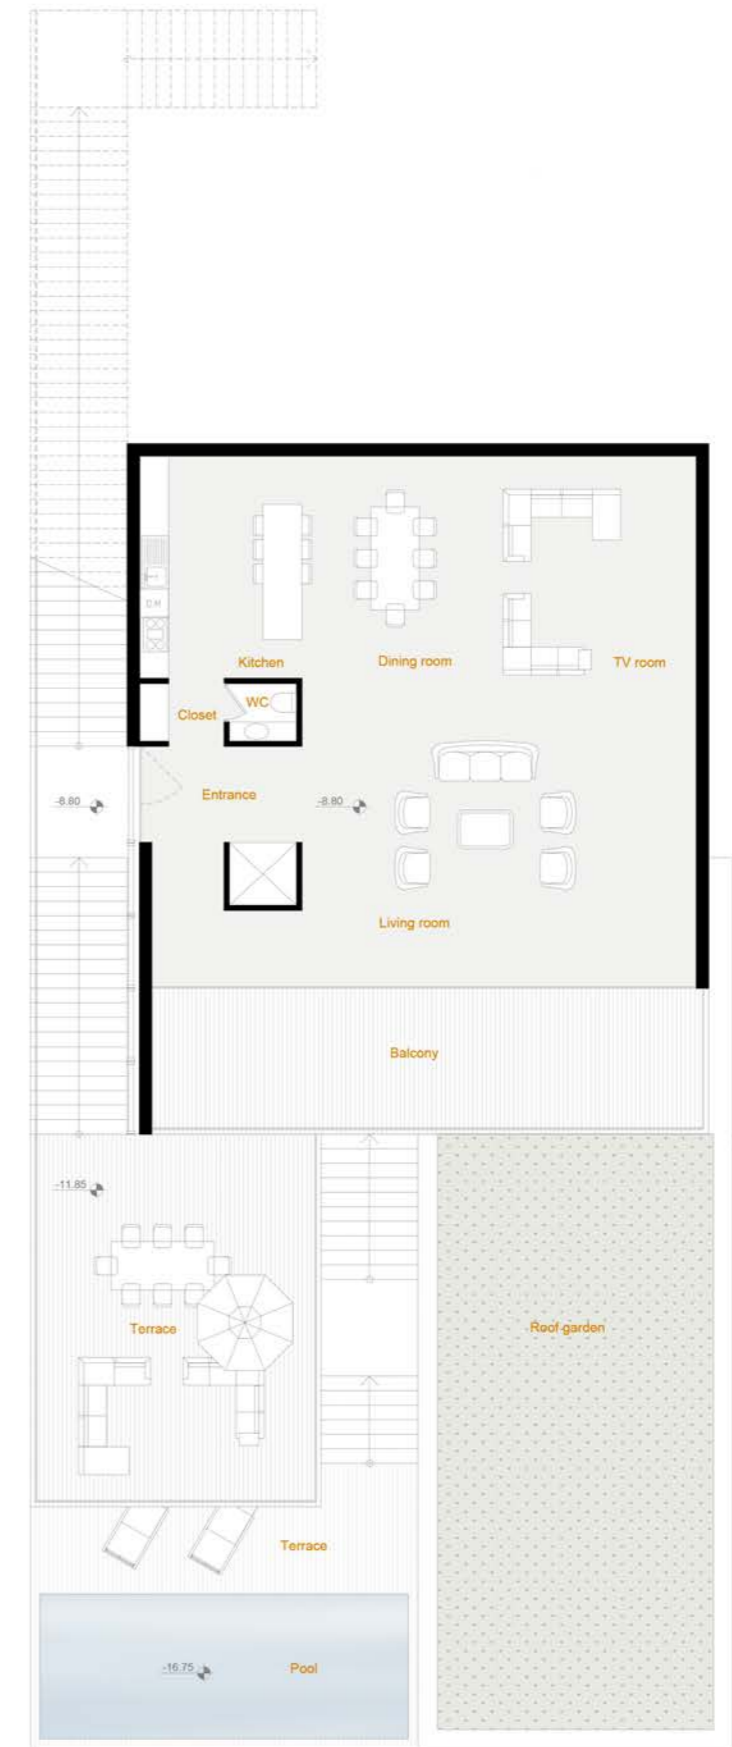 D.M
Kitchen
Dining room
TV room
WC
Closet
Entrance
-8.80
-8.80
Living room
Balcony
-11.85
Terrace
Roof garden
Terrace
-16.75
Pool